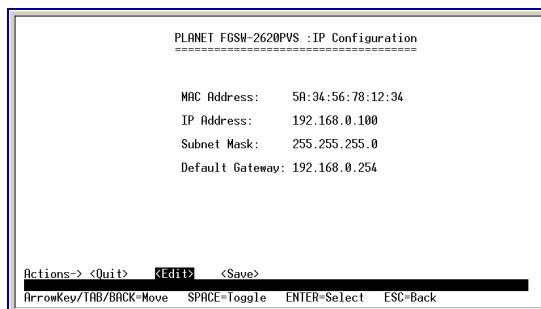 PLANET FGSW-2620PVS :IP Configuration
=====================================
MAC Address: 5A:34:56:78:12:34
IP Address: 192.168.0.100
Subnet Mask: 255.255.255.0
Default Gateway: 192.168.0.254
Actions-> <Quit> <Edit> <Save>
ArrowKey/TAB/BACK=Move SPACE=Toggle ENTER=Select ESC=Back